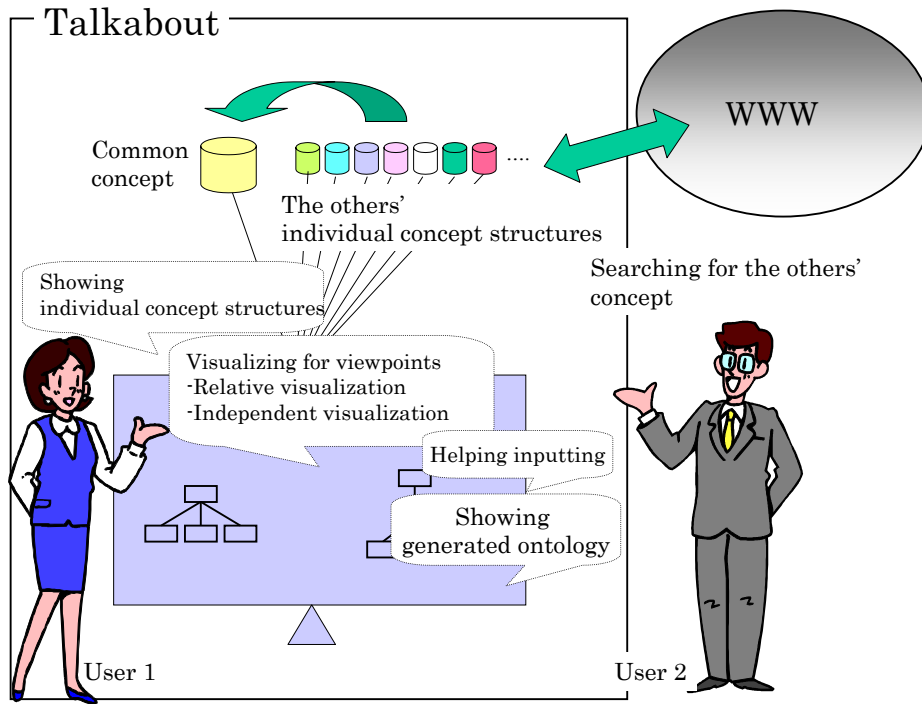 Talkabout
WWW
Common
concept
....
The others'
individual concept structures
Searching for the others'
concept
Showing
individual concept structures
Visualizing for viewpoints
-Relative visualization
-Independent visualization
Helping inputting
Showing
generated ontology
User 1
User 2